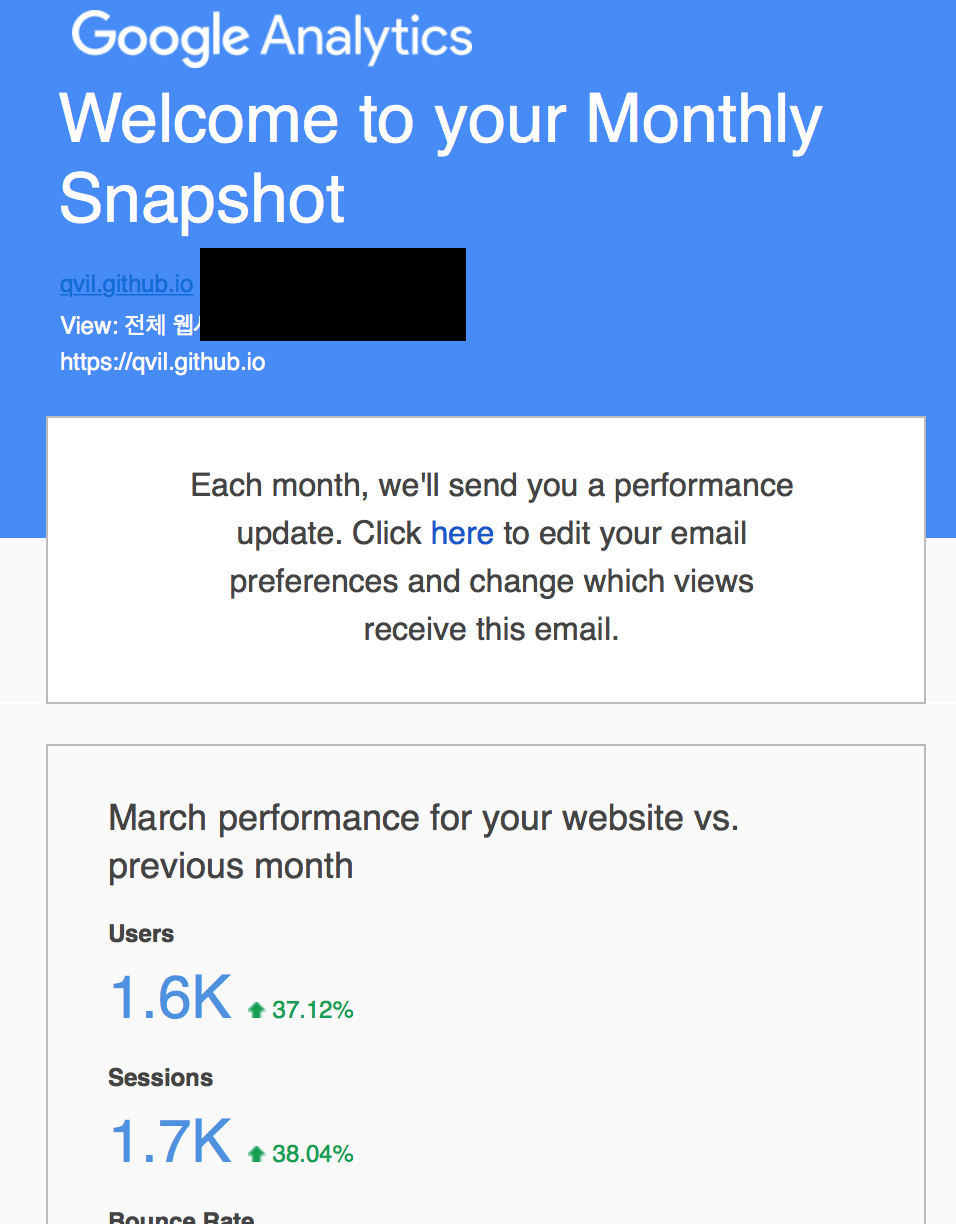 Google Analytics
Welcome to your Monthly
Snapshot
qvil.github.io
View: 전체 웹
https://qvil.github.io
Each month, we'll send you a performance
update. Click here to edit your email
preferences and change which views
receive this email.
March performance for your website vs.
previous month
Users
1.6K 37.12%
Sessions
1.7K 38.04%
Bounce Rate